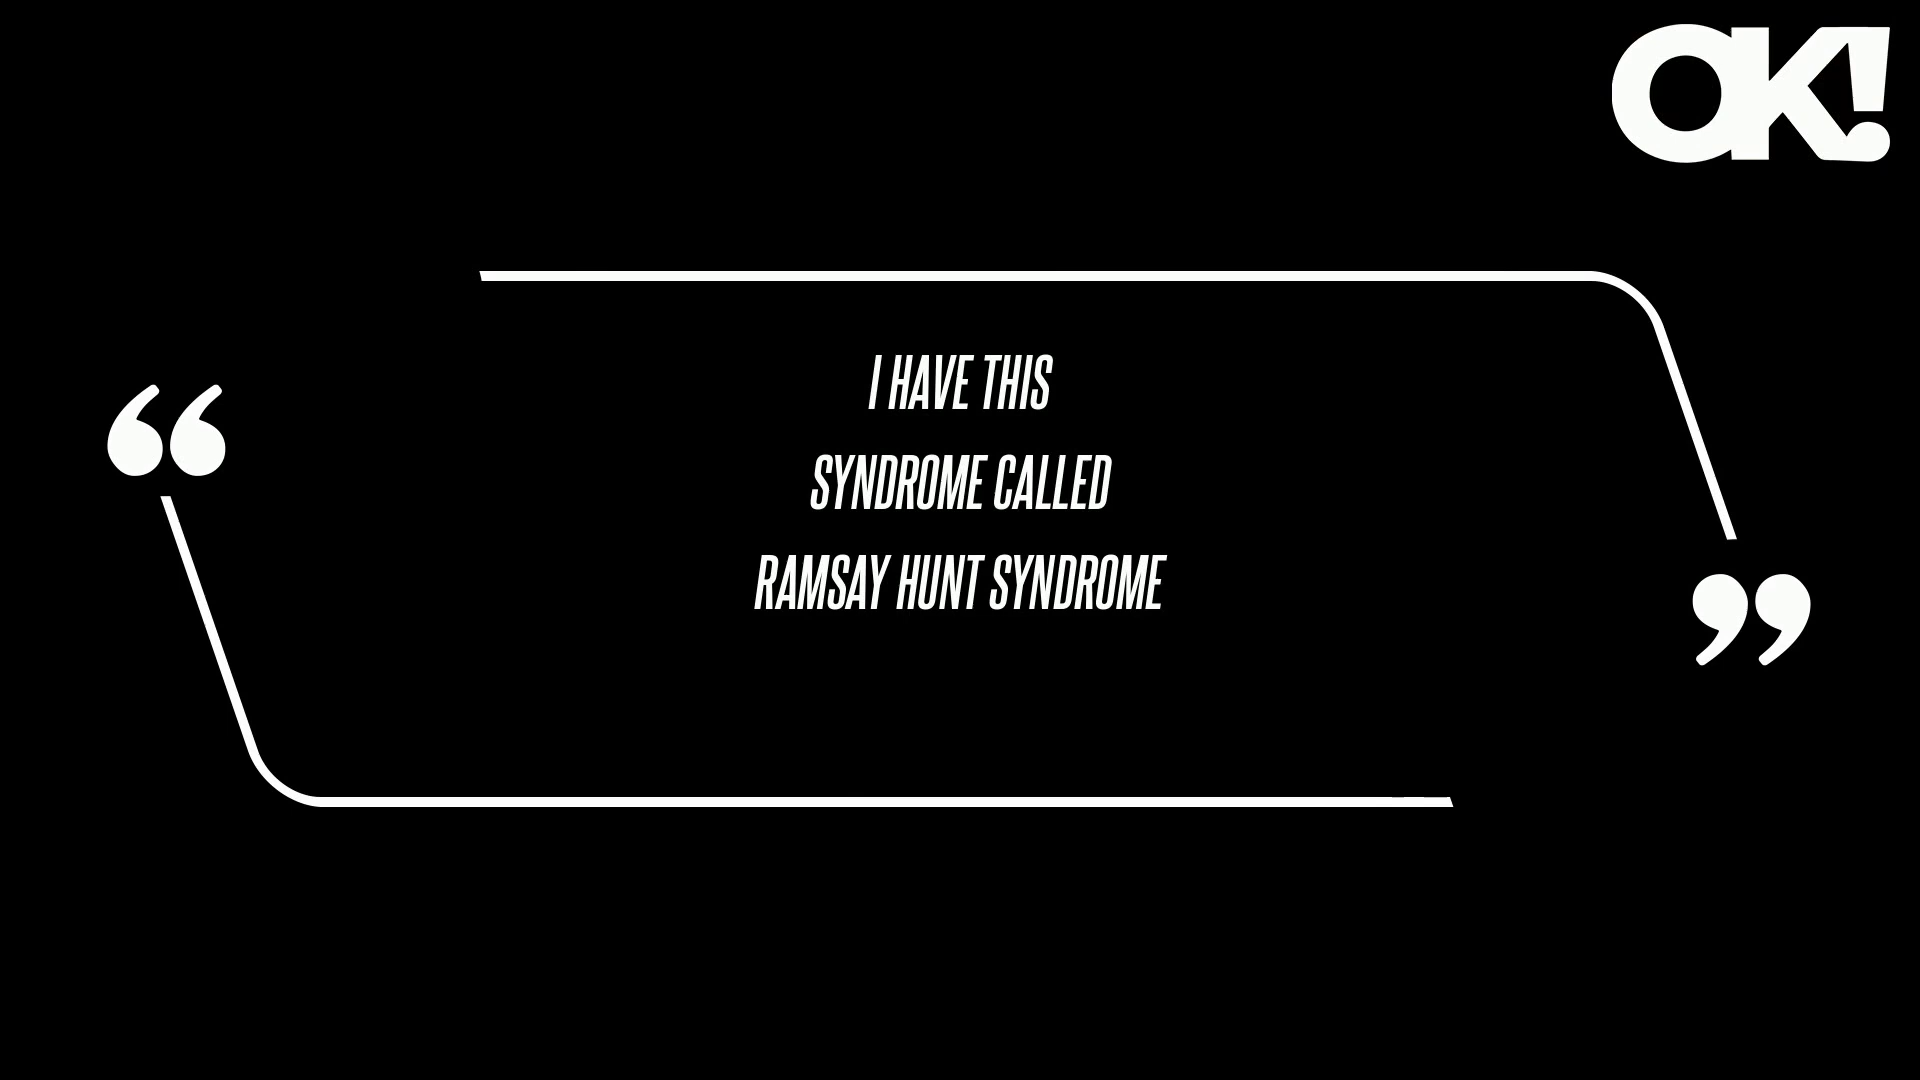 OK!
“
I HAVE THIS
SYNDROME CALLED
RAMSAY HUNT SYNDROME
”